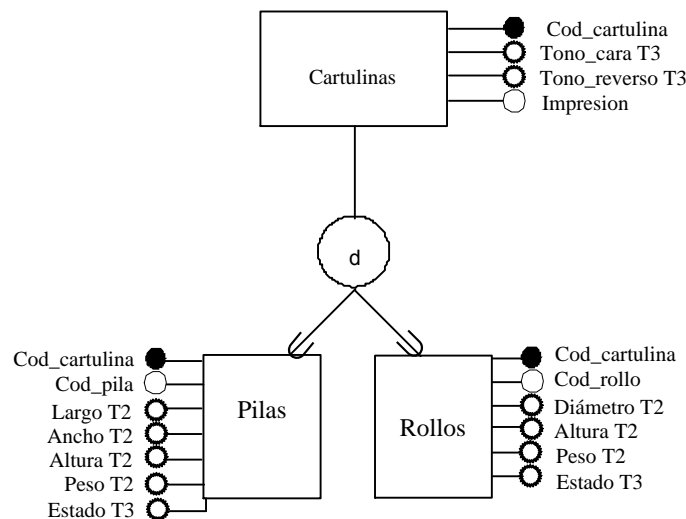 Cartulinas
Cod_cartulina
Tono_cara T3
Tono_reverso T3
Impresion
d
Cod_cartulina
Cod_pila
Largo T2
Ancho T2
Altura T2
Peso T2
Estado T3
Pilas
Rollos
Cod_cartulina
Cod_rollo
Diámetro T2
Altura T2
Peso T2
Estado T3